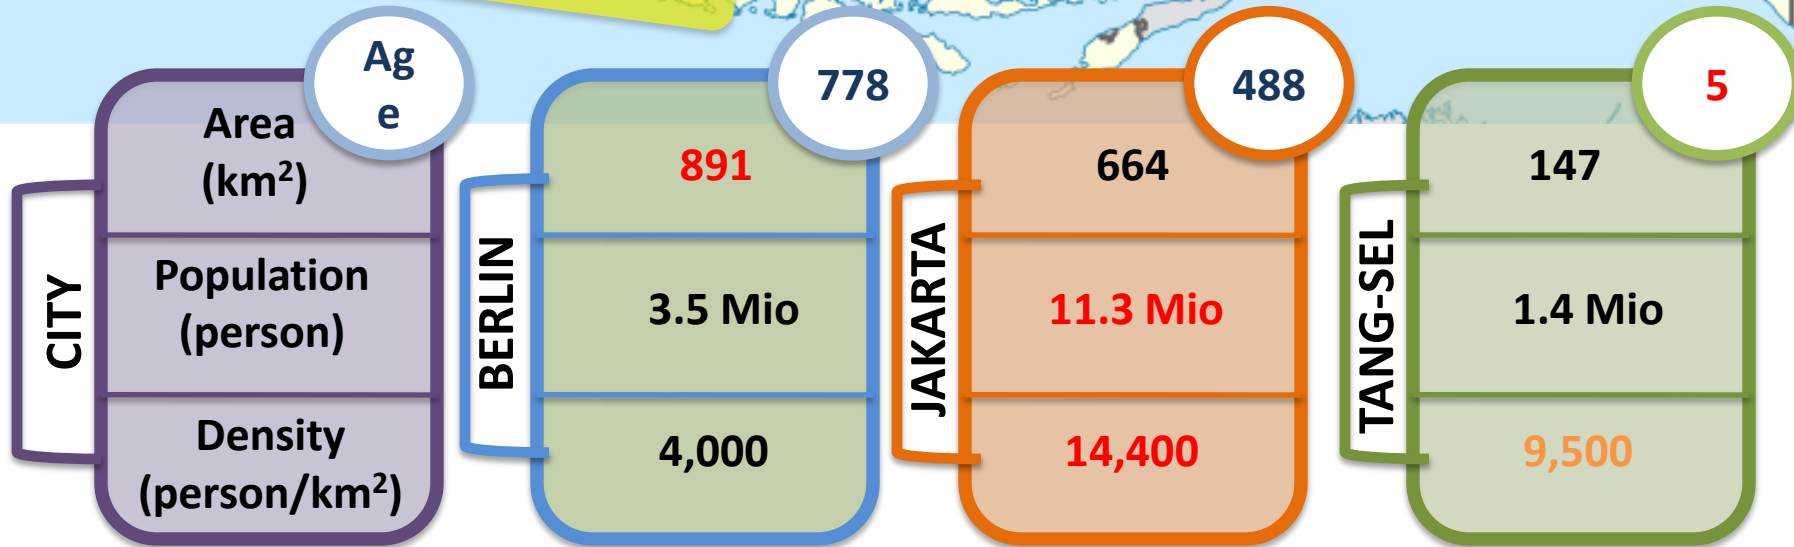 Ag
e
Area
(km²)
Population
(person)
Density
(person/km²)
CITY
778
891
3.5 Mio
4,000
BERLIN
488
664
11.3 Mio
14,400
JAKARTA
5
147
1.4 Mio
9,500
TANG-SEL